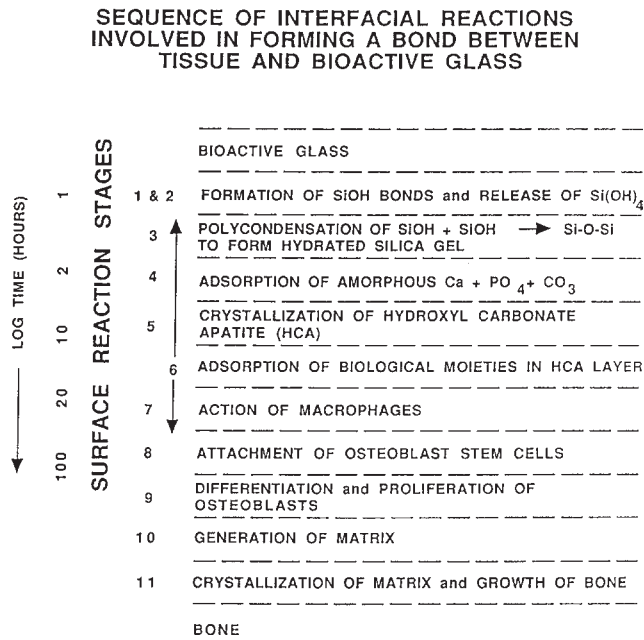 SEQUENCE OF INTERFACIAL REACTIONS
INVOLVED IN FORMING A BOND BETWEEN
TISSUE AND BIOACTIVE GLASS
LOG TIME (HOURS)
1
2
10
20
100
SURFACE REACTION STAGES
BIOACTIVE GLASS
1 & 2 FORMATION OF SiOH BONDS and RELEASE OF Si(OH)4
3 POLYCONDENSATION OF SiOH + SiOH → Si-O-Si
TO FORM HYDRATED SILICA GEL
4 ADSORPTION OF AMORPHOUS Ca + PO4 + CO3
5 CRYSTALLIZATION OF HYDROXYL CARBONATE
APATITE (HCA)
6 ADSORPTION OF BIOLOGICAL MOIETIES IN HCA LAYER
7 ACTION OF MACROPHAGES
8 ATTACHMENT OF OSTEOBLAST STEM CELLS
9 DIFFERENTIATION and PROLIFERATION OF
OSTEOBLASTS
10 GENERATION OF MATRIX
11 CRYSTALLIZATION OF MATRIX and GROWTH OF BONE
BONE